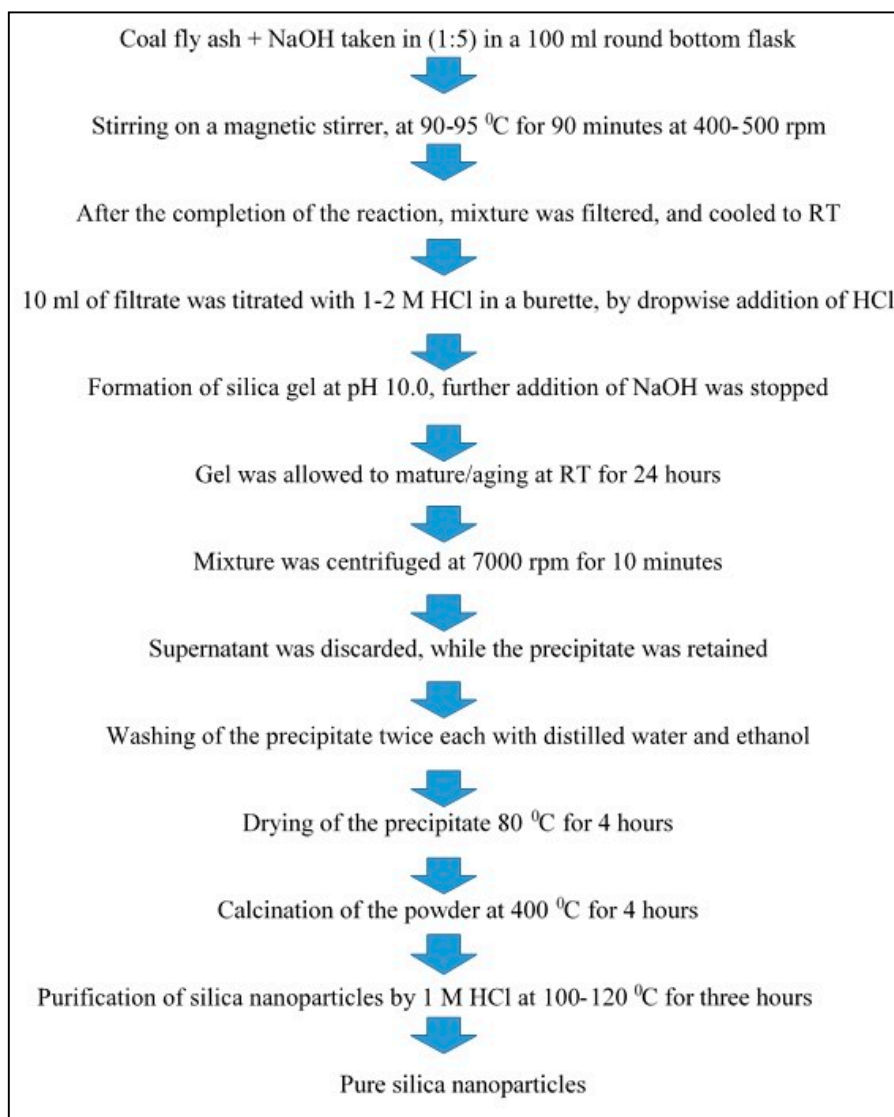 Coal fly ash + NaOH taken in (1:5) in a 100 ml round bottom flask
Stirring on a magnetic stirrer, at 90-95 ⁰C for 90 minutes at 400-500 rpm
After the completion of the reaction, mixture was filtered, and cooled to RT
10 ml of filtrate was titrated with 1-2 M HCl in a burette, by dropwise addition of HCl
Formation of silica gel at pH 10.0, further addition of NaOH was stopped
Gel was allowed to mature/aging at RT for 24 hours
Mixture was centrifuged at 7000 rpm for 10 minutes
Supernatant was discarded, while the precipitate was retained
Washing of the precipitate twice each with distilled water and ethanol
Drying of the precipitate 80 ⁰C for 4 hours
Calcination of the powder at 400 ⁰C for 4 hours
Purification of silica nanoparticles by 1 M HCl at 100-120 ⁰C for three hours
Pure silica nanoparticles